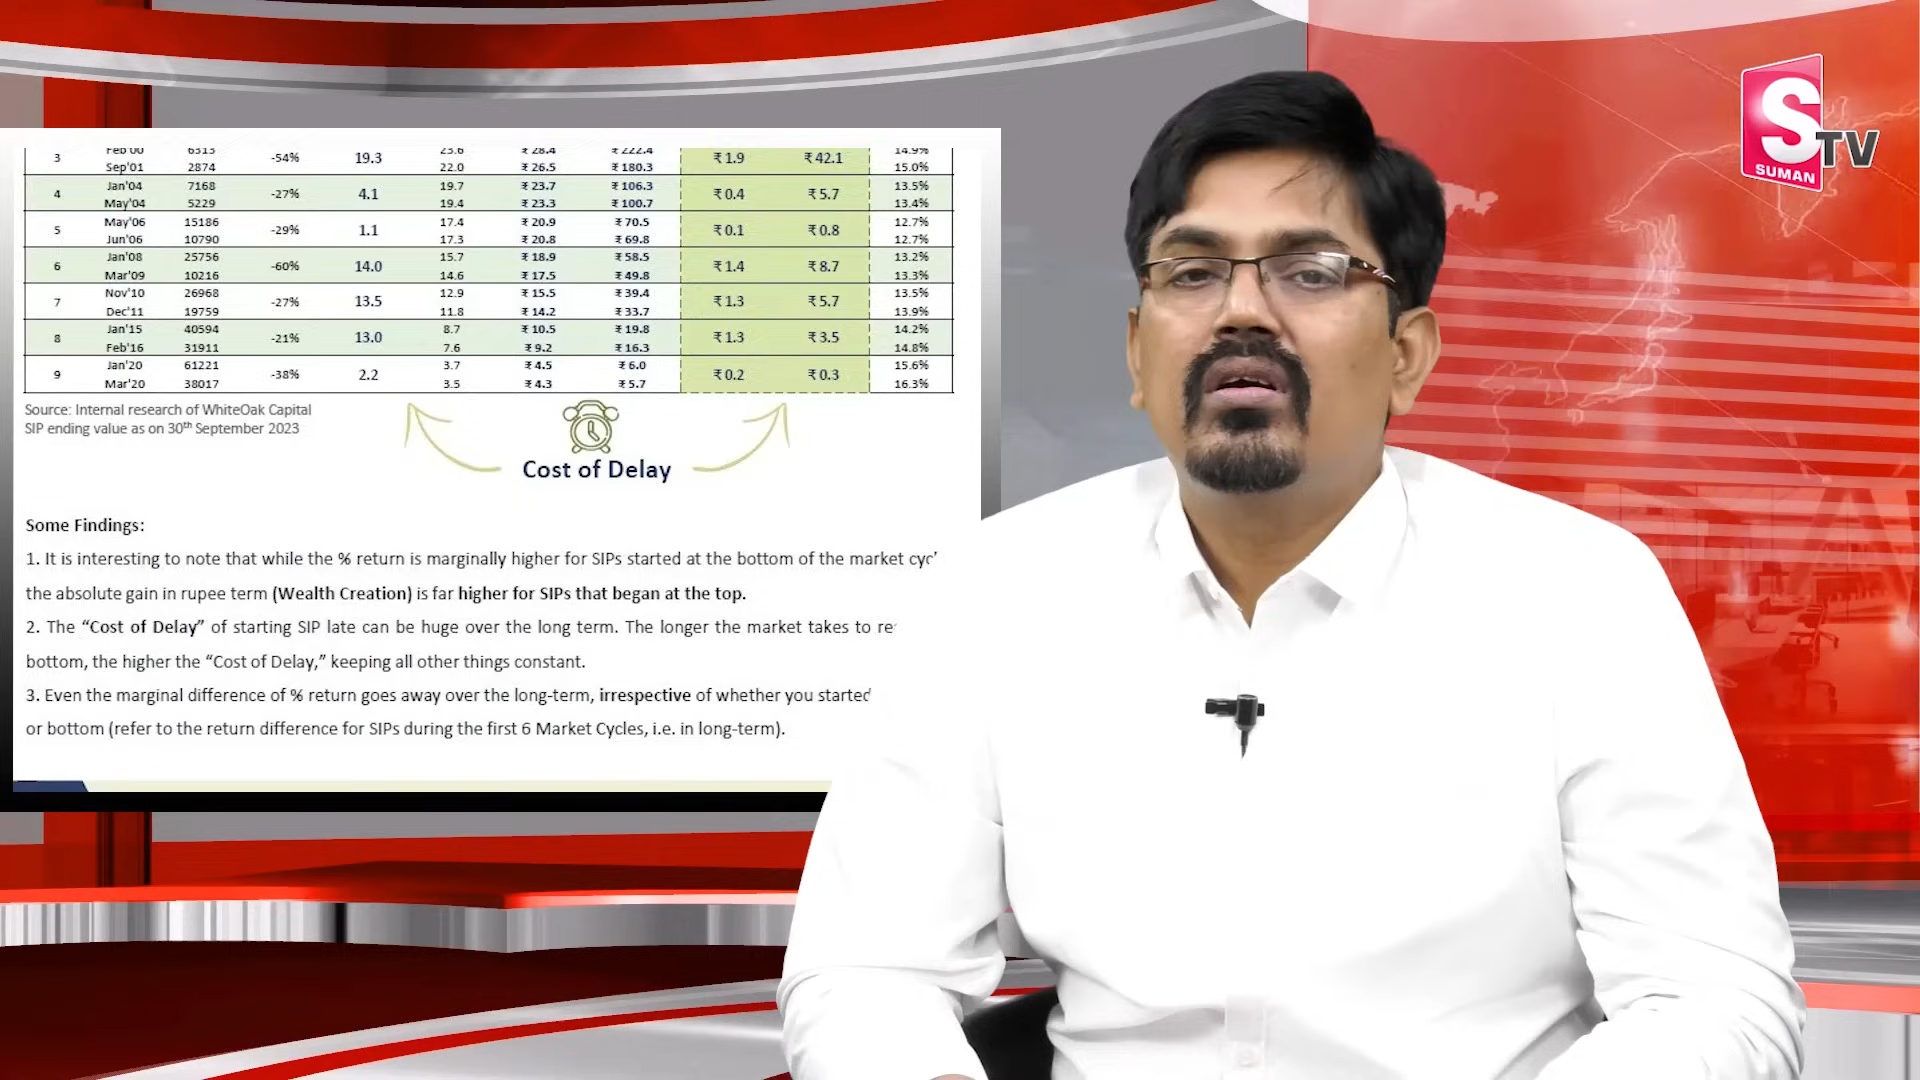 3 Feb'00 6313 -54% 19.3 23.6 ₹ 28.4 ₹ 222.4 ₹ 1.9 ₹ 42.1 14.9%
Sep'01 2874 22.0 ₹ 26.5 ₹ 180.3 15.0%
4 Jan'04 7168 -27% 4.1 19.7 ₹ 23.7 ₹ 106.3 ₹ 0.4 ₹ 5.7 13.5%
May'04 5229 19.4 ₹ 23.3 ₹ 100.7 13.4%
5 May'06 15186 -29% 1.1 17.4 ₹ 20.9 ₹ 70.5 ₹ 0.1 ₹ 0.8 12.7%
Jun'06 10790 17.3 ₹ 20.8 ₹ 69.8 12.7%
6 Jan'08 25756 -60% 14.0 15.7 ₹ 18.9 ₹ 58.5 ₹ 1.4 ₹ 8.7 13.2%
Mar'09 10216 14.6 ₹ 17.5 ₹ 49.8 13.3%
7 Nov'10 26968 -27% 13.5 12.9 ₹ 15.5 ₹ 39.4 ₹ 1.3 ₹ 5.7 13.5%
Dec'11 19759 11.8 ₹ 14.2 ₹ 33.7 13.9%
8 Jan'15 40594 -21% 13.0 8.7 ₹ 10.5 ₹ 19.8 ₹ 1.3 ₹ 3.5 14.2%
Feb'16 31911 7.6 ₹ 9.2 ₹ 16.3 14.8%
9 Jan'20 61221 -38% 2.2 3.7 ₹ 4.5 ₹ 6.0 ₹ 0.2 ₹ 0.3 15.6%
Mar'20 38017 3.5 ₹ 4.3 ₹ 5.7 16.3%
Source: Internal research of WhiteOak Capital
SIP ending value as on 30th September 2023
Cost of Delay
Some Findings:
1. It is interesting to note that while the % return is marginally higher for SIPs started at the bottom of the market
the absolute gain in rupee term (Wealth Creation) is far higher for SIPs that began at the top.
2. The “Cost of Delay” of starting SIP late can be huge over the long term. The longer the market takes to
bottom, the higher the “Cost of Delay,” keeping all other things constant.
3. Even the marginal difference of % return goes away over the long-term, irrespective of whether you started
or bottom (refer to the return difference for SIPs during the first 6 Market Cycles, i.e. in long-term).
S TV
SUMAN